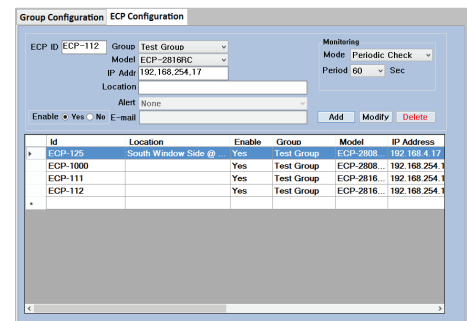 Group Configuration ECP Configuration
ECP ID ECP-112 Group Test Group
Model ECP-2816RC
IP Addr 192,168,254,17
Location
Alert None
Enable Yes No E-mail
Monitoring
Mode Periodic Check
Period 60 Sec
Add Modify Delete
Id Location Enable Group Model IP Address
ECP-125 South Window Side @ ... Yes Test Group ECP-2808... 192.168.4.17
ECP-1000 Yes Test Group ECP-2808... 192.168.254.1
ECP-111 Yes Test Group ECP-2816... 192.168.254.1
ECP-112 Yes Test Group ECP-2816... 192.168.254.1